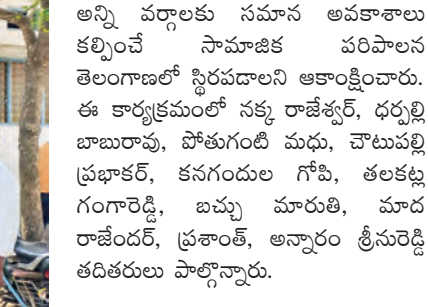 అన్ని వర్గాలకు సమాన అవకాశాలు
కల్పించే సామాజిక పరిపాలన
తెలంగాణలో స్థిరపడాలని ఆకాంక్షించారు.
ఈ కార్యక్రమంలో నక్క రాజేశ్వర్, ధర్పల్లి
బాబురావు, పోతుగంటి మధు, చౌటుపల్లి
ప్రభాకర్, కనగందుల గోపి, తలకట్ల
గంగారెడ్డి, బచ్చు మారుతి, మాద
రాజేందర్, ప్రశాంత్, అన్నారం శ్రీనురెడ్డి
తదితరులు పాల్గొన్నారు.